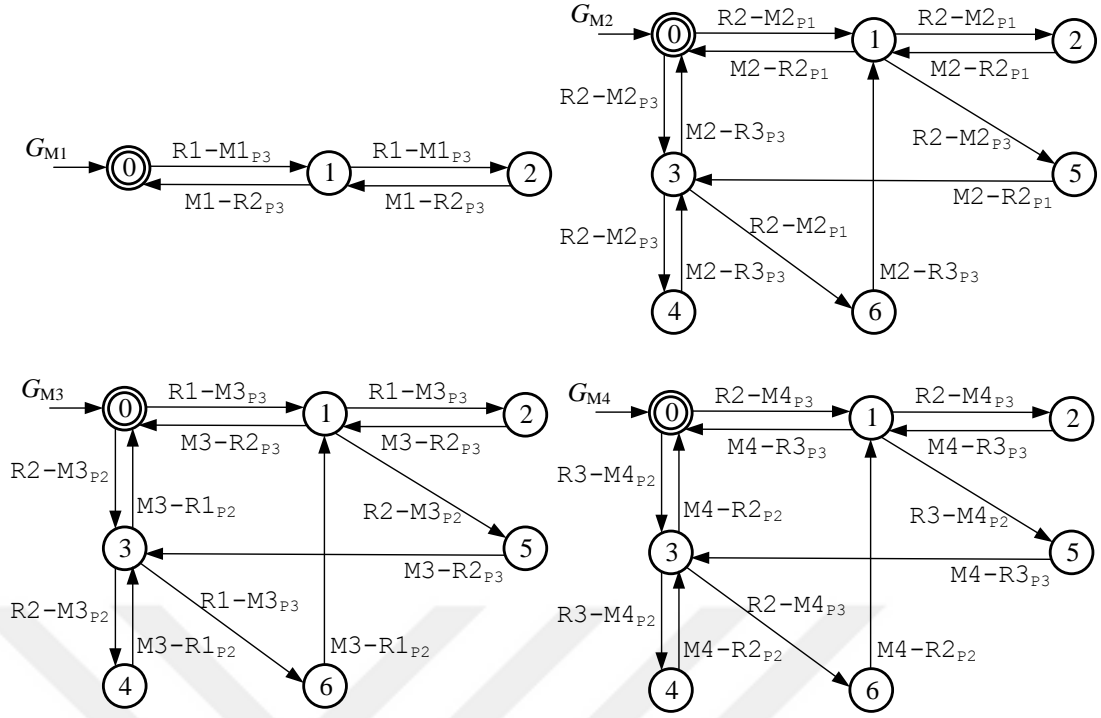 G_M2
R2-M2_P1
R2-M2_P1
0
1
2
M2-R2_P1
M2-R2_P1
R2-M2_P3
M2-R3_P3
R2-M2_P3
G_M1
R1-M1_P3
R1-M1_P3
0
1
2
M1-R2_P3
M1-R2_P3
3
5
M2-R2_P1
R2-M2_P3
R2-M2_P1
M2-R3_P3
M2-R3_P3
4
6
G_M3
R1-M3_P3
R1-M3_P3
0
1
2
M3-R2_P3
M3-R2_P3
R2-M3_P2
M3-R1_P2
R2-M3_P2
3
5
M3-R2_P3
R2-M3_P2
R1-M3_P3
M3-R1_P2
M3-R1_P2
4
6
G_M4
R2-M4_P3
R2-M4_P3
0
1
2
M4-R3_P3
M4-R3_P3
R3-M4_P2
M4-R2_P2
R3-M4_P2
3
5
M4-R3_P3
R3-M4_P2
R2-M4_P3
M4-R2_P2
M4-R2_P2
4
6